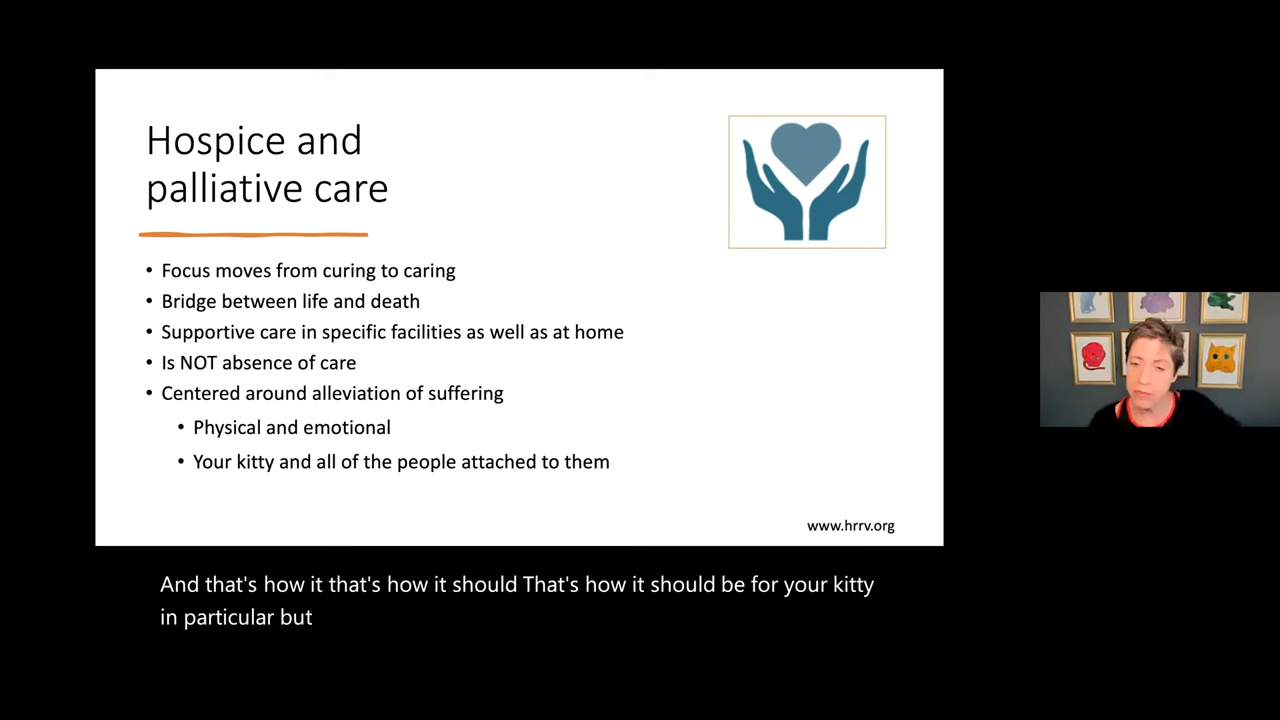 Hospice and
palliative care
• Focus moves from curing to caring
• Bridge between life and death
• Supportive care in specific facilities as well as at home
• Is NOT absence of care
• Centered around alleviation of suffering
• Physical and emotional
• Your kitty and all of the people attached to them
www.hrrv.org
And that's how it that's how it should That's how it should be for your kitty
in particular but